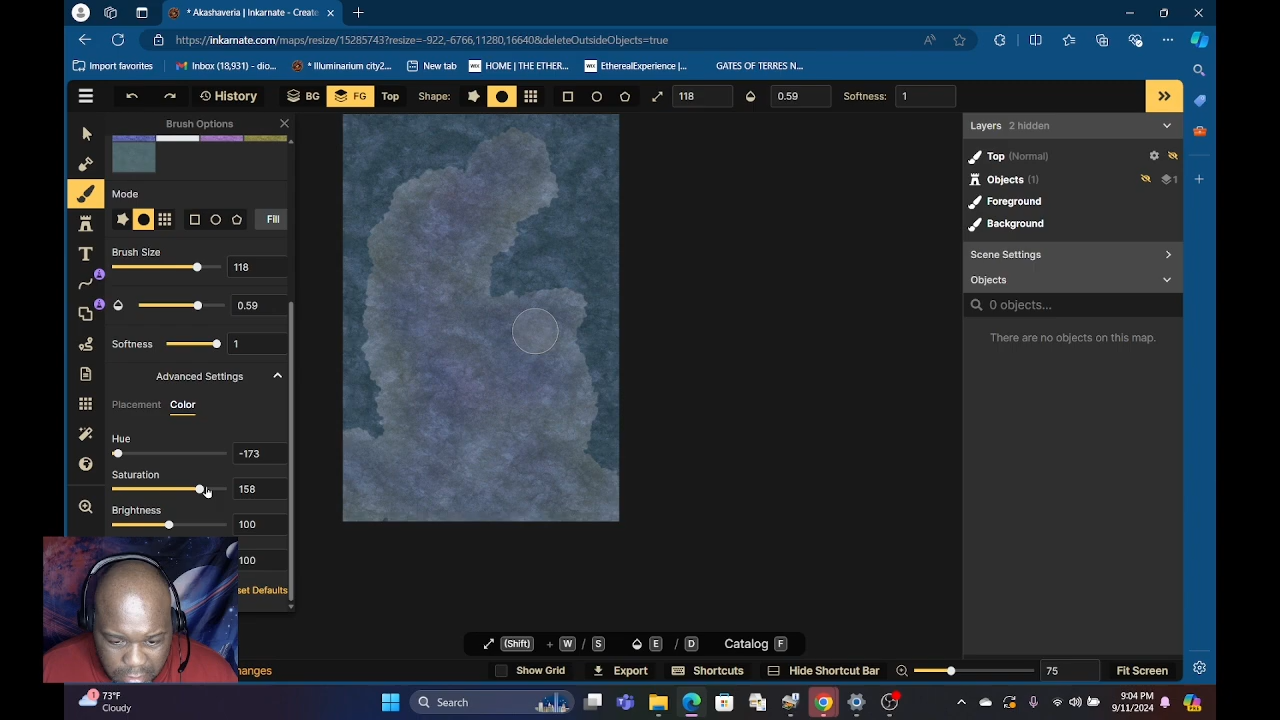 * Akashaveria | Inkarnate - Create
https://inkarnate.com/maps/resize/15285743?resize=-922,-6766,11280,16640&deleteOutsideObjects=true
Import favorites
Inbox (18,931) - dio...
* Illuminarium city2...
New tab
WIX HOME | THE ETHER...
WIX EtherealExperience |...
GATES OF TERRES N...
History
BG
FG
Top
Shape:
118
0.59
Softness:
1
Brush Options
Mode
Fill
Brush Size
118
0.59
Softness
1
Advanced Settings
Placement Color
Hue
-173
Saturation
158
Brightness
100
100
set Defaults
anges
Layers 2 hidden
Top (Normal)
Objects (1)
1
Foreground
Background
Scene Settings
Objects
0 objects...
There are no objects on this map.
(Shift) + W / S E / D Catalog F
Show Grid
Export
Shortcuts
Hide Shortcut Bar
75
Fit Screen
1
73°F
Cloudy
Search
9:04 PM
9/11/2024